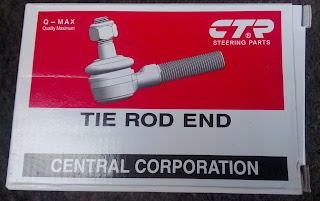 Q-MAX
Quality Maximum
CTR®
STEERING PARTS
TIE ROD END
CENTRAL CORPORATION